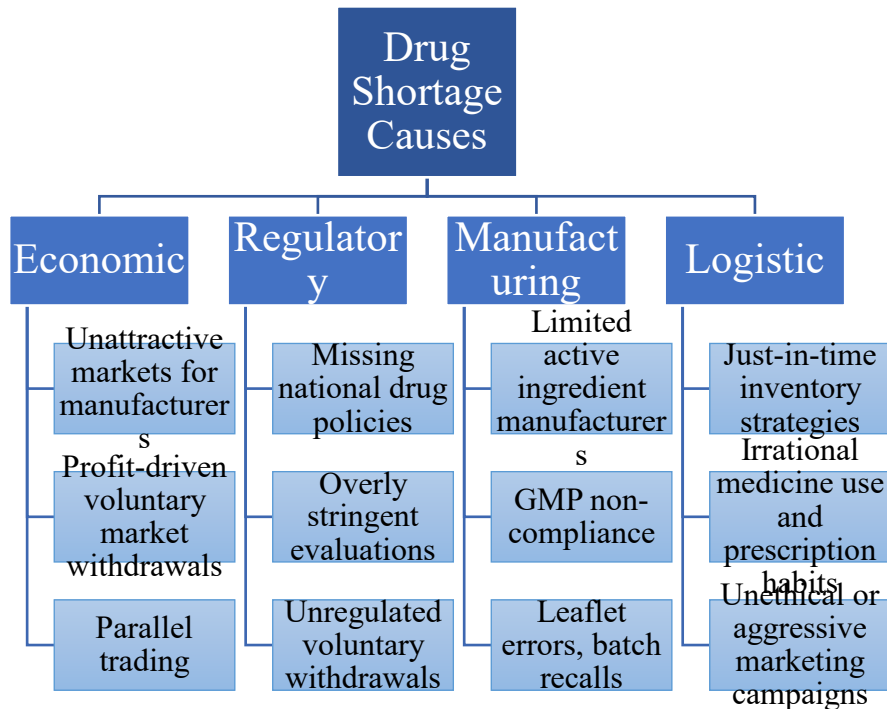 Drug
Shortage
Causes
Economic
Regulator
y
Manufact
uring
Logistic
Unattractive
markets for
manufacturer
s
Profit-driven
voluntary
market
withdrawals
Parallel
trading
Missing
national drug
policies
Overly
stringent
evaluations
Unregulated
voluntary
withdrawals
Limited
active
ingredient
manufacturer
s
GMP non-
compliance
Leaflet
errors, batch
recalls
Just-in-time
inventory
strategies
Irrational
medicine use
and
prescription
habits
Unethical or
aggressive
marketing
campaigns